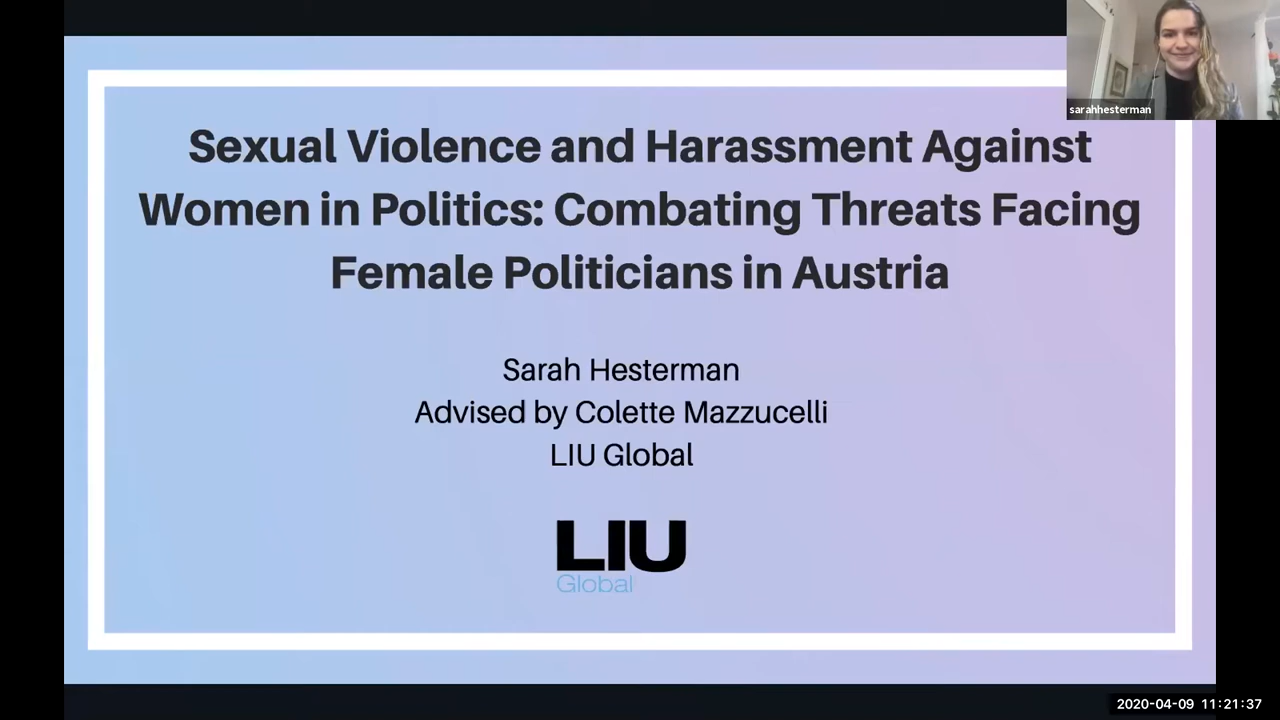 sarahhesterman
Sexual Violence and Harassment Against
Women in Politics: Combating Threats Facing
Female Politicians in Austria
Sarah Hesterman
Advised by Colette Mazzucelli
LIU Global
LIU
Global
2020-04-09 11:21:37